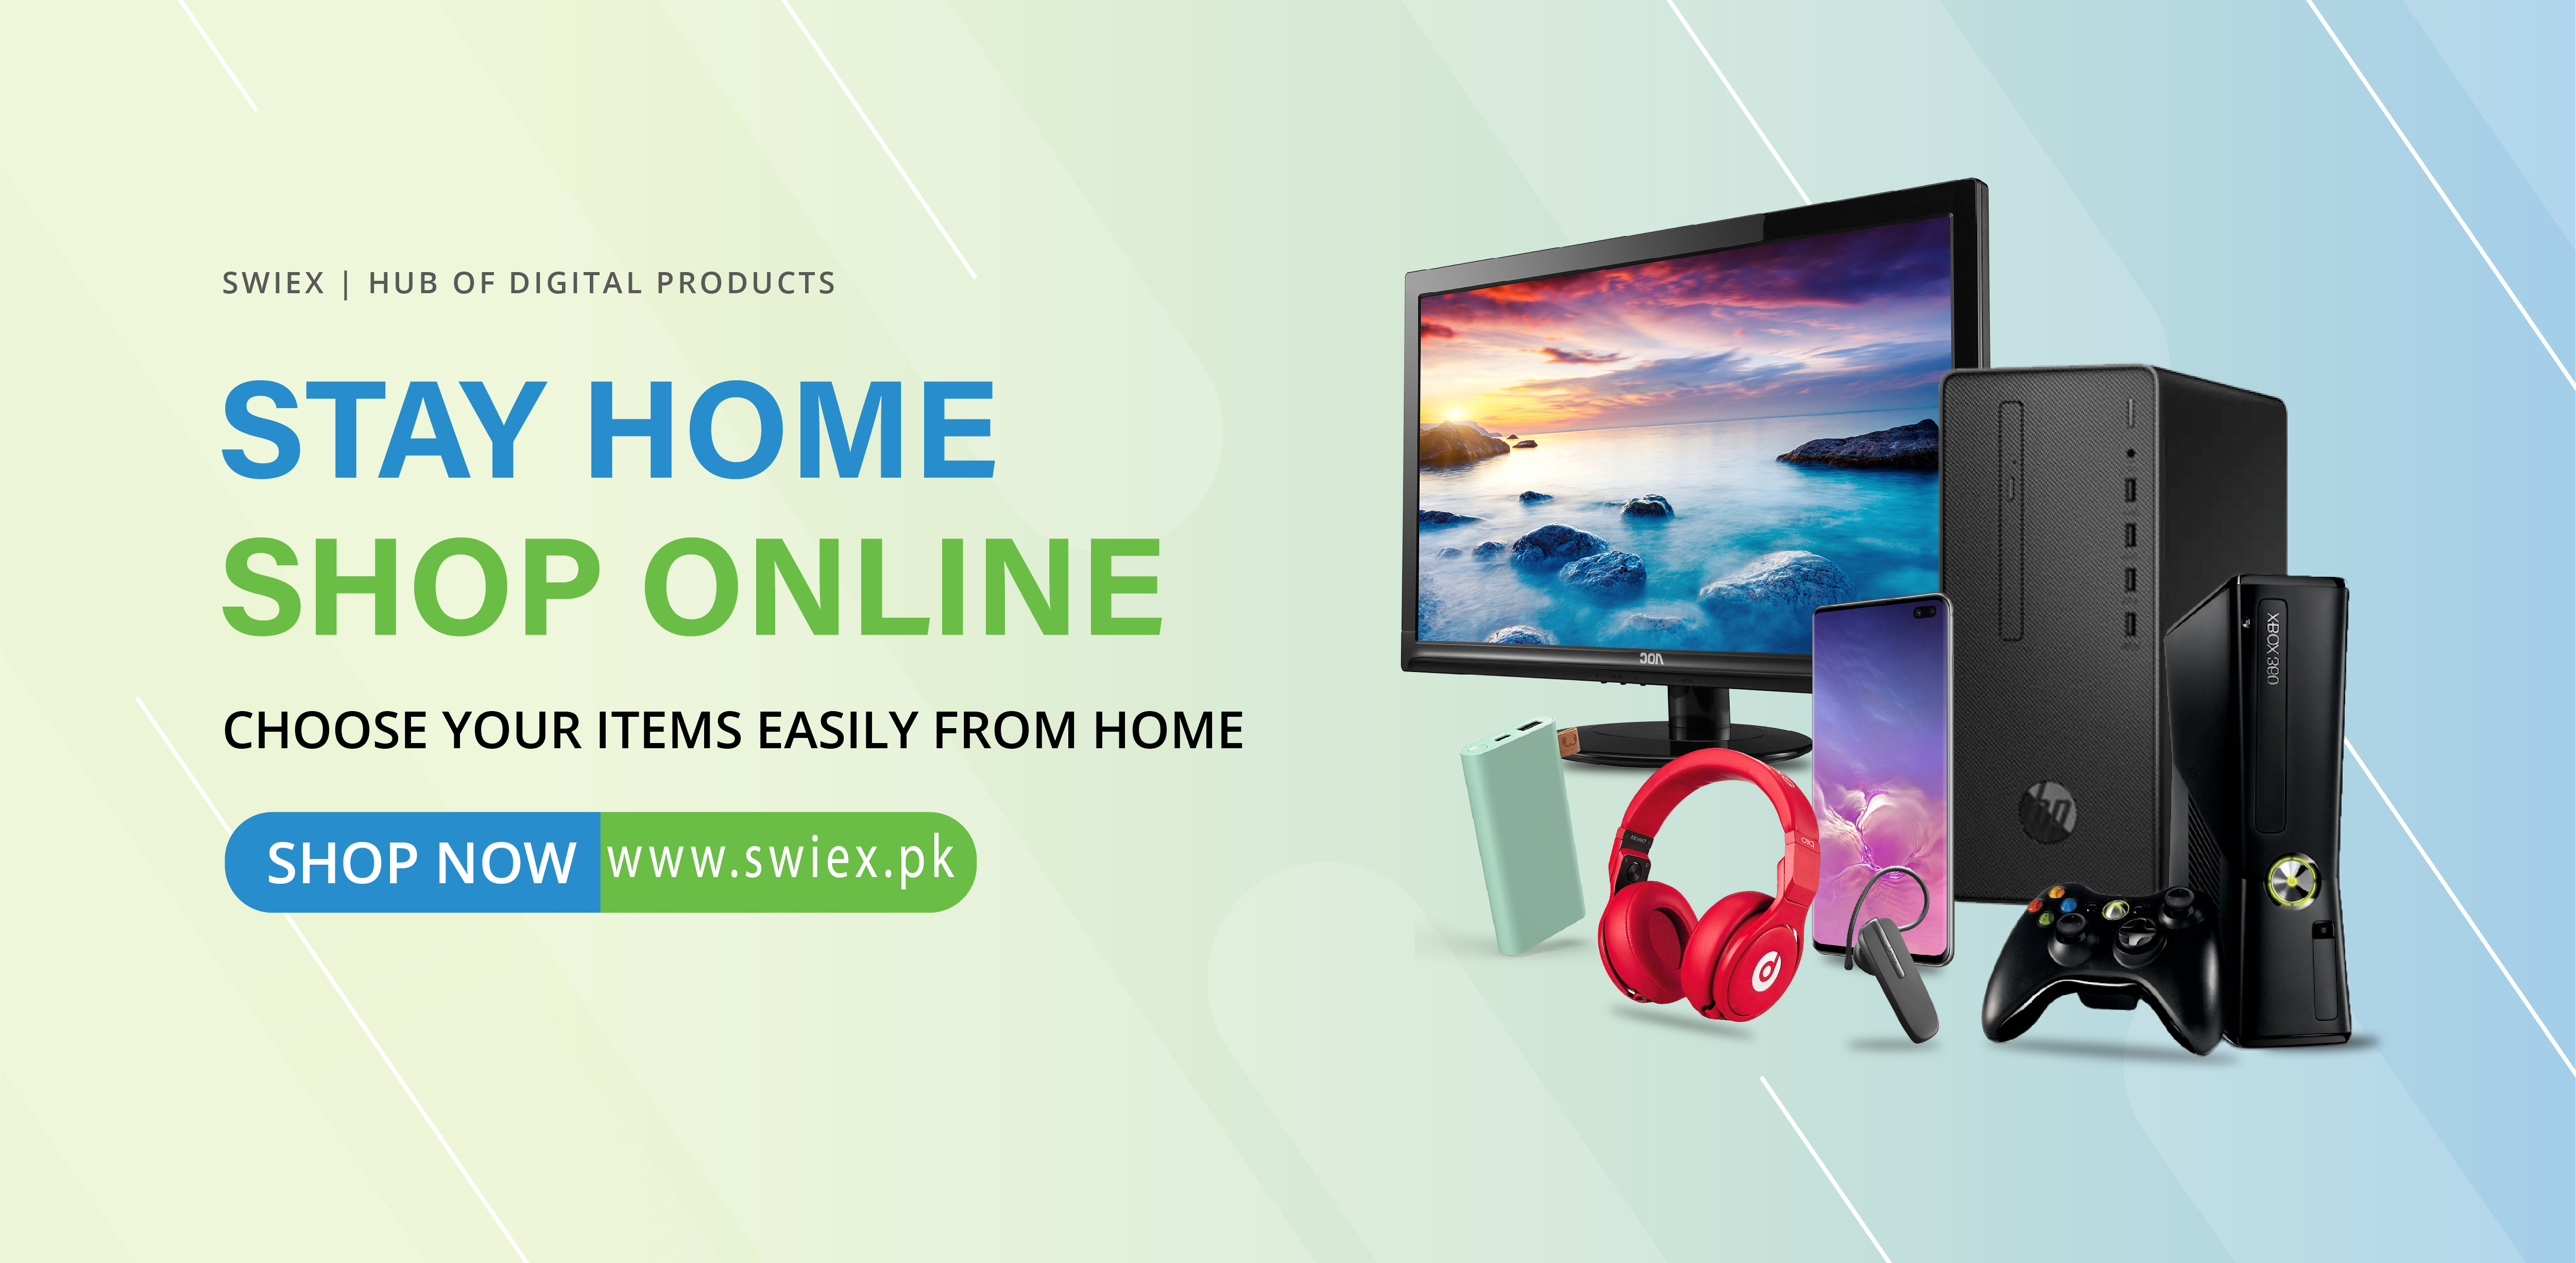 SWIEX | HUB OF DIGITAL PRODUCTS
STAY HOME
SHOP ONLINE
CHOOSE YOUR ITEMS EASILY FROM HOME
SHOP NOW www.swiex.pk
AOC
XBOX 360
hp